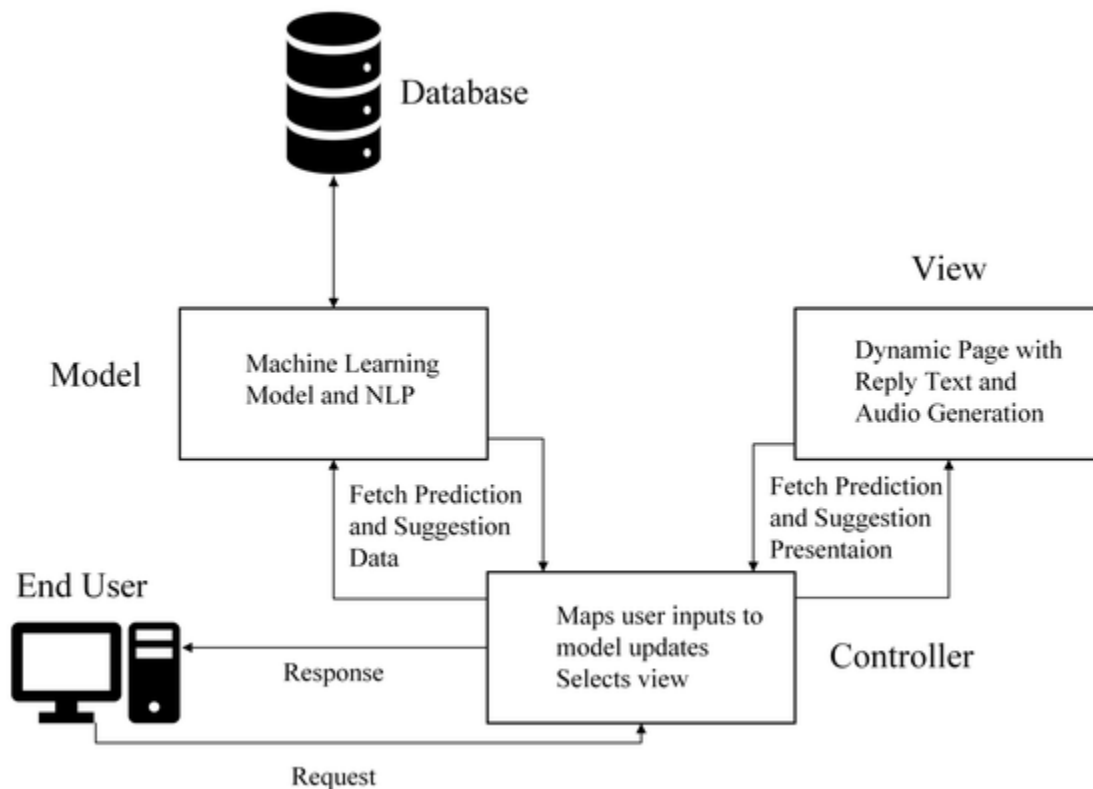 Database
View
Model
Machine Learning
Model and NLP
Dynamic Page with
Reply Text and
Audio Generation
Fetch Prediction
and Suggestion
Data
Fetch Prediction
and Suggestion
Presentaion
End User
Maps user inputs to
model updates
Selects view
Controller
Response
Request